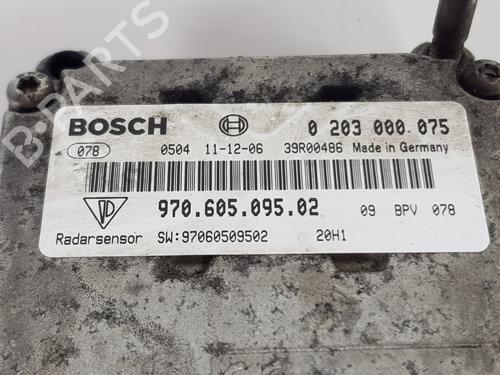 BOSCH 0 203 000 075
078 0504 11-12-06 39R00486 Made in Germany
970.605.095.02 09 BPV 078
Radarsensor SW:97060509502 20H1
B-PARTS